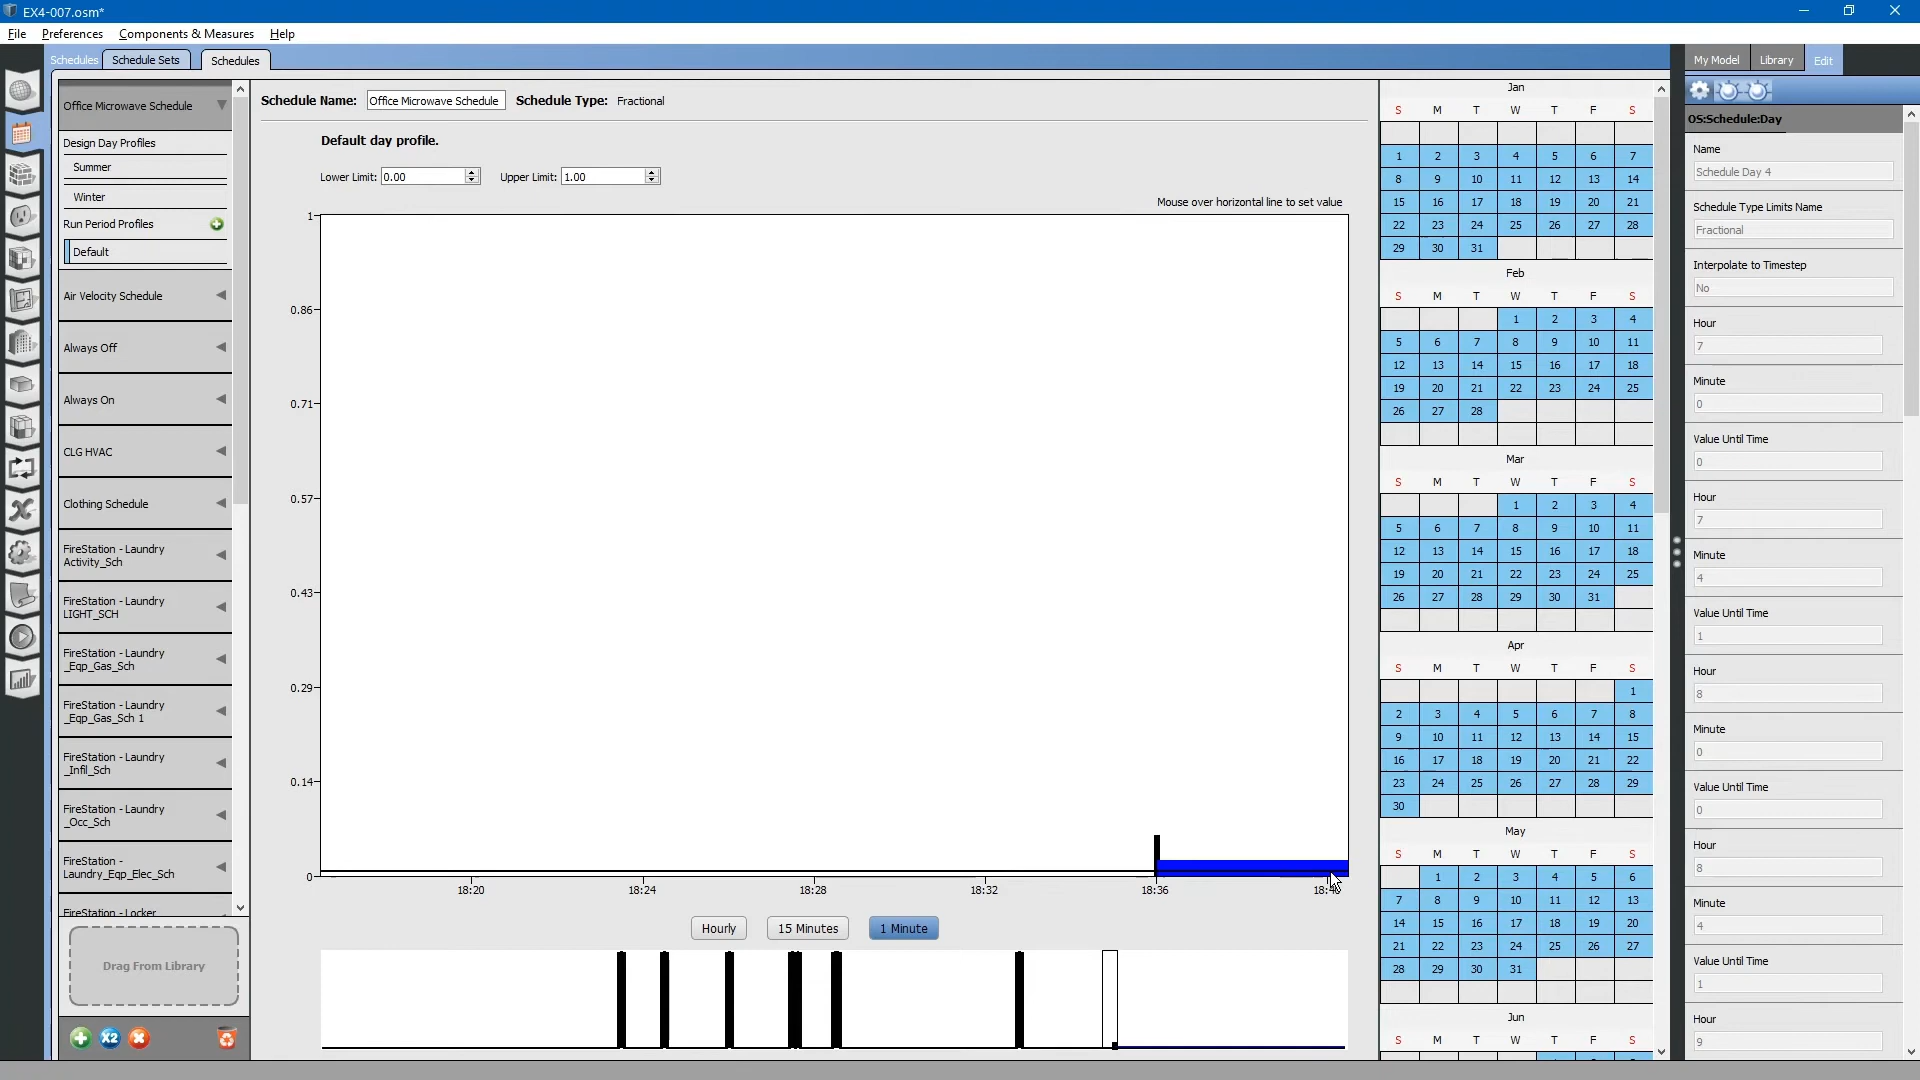 EX4-007.osm*
File Preferences Components & Measures Help
Schedules Schedule Sets Schedules
My Model Library Edit
Office Microwave Schedule
Design Day Profiles
Summer
Winter
Run Period Profiles
Default
Air Velocity Schedule
Always Off
Always On
CLG HVAC
Clothing Schedule
FireStation - Laundry
Activity_Sch
FireStation - Laundry
LIGHT_SCH
FireStation - Laundry
_Eqp_Gas_Sch
FireStation - Laundry
_Eqp_Gas_Sch 1
FireStation - Laundry
_Infil_Sch
FireStation - Laundry
_Occ_Sch
FireStation -
Laundry_Eqp_Elec_Sch
FireStation - Locker
Drag From Library
X2
Schedule Name: Office Microwave Schedule Schedule Type: Fractional
Default day profile.
Lower Limit: 0.00 Upper Limit: 1.00
Mouse over horizontal line to set value
1
0.86
0.71
0.57
0.43
0.29
0.14
0
18:20 18:24 18:28 18:32 18:36
Hourly 15 Minutes 1 Minute
Jan
S M T W T F S
1 2 3 4 5 6 7
8 9 10 11 12 13 14
15 16 17 18 19 20 21
22 23 24 25 26 27 28
29 30 31
Feb
S M T W T F S
1 2 3 4
5 6 7 8 9 10 11
12 13 14 15 16 17 18
19 20 21 22 23 24 25
26 27 28
Mar
S M T W T F S
1 2 3 4
5 6 7 8 9 10 11
12 13 14 15 16 17 18
19 20 21 22 23 24 25
26 27 28 29 30 31
Apr
S M T W T F S
1
2 3 4 5 6 7 8
9 10 11 12 13 14 15
16 17 18 19 20 21 22
23 24 25 26 27 28 29
30
May
S M T W T F S
1 2 3 4 5 6
7 8 9 10 11 12 13
14 15 16 17 18 19 20
21 22 23 24 25 26 27
28 29 30 31
Jun
S M T W T F S
OS:Schedule:Day
Name
Schedule Day 4
Schedule Type Limits Name
Fractional
Interpolate to Timestep
No
Hour
7
Minute
0
Value Until Time
0
Hour
7
Minute
4
Value Until Time
1
Hour
8
Minute
0
Value Until Time
0
Hour
8
Minute
4
Value Until Time
1
Hour
9